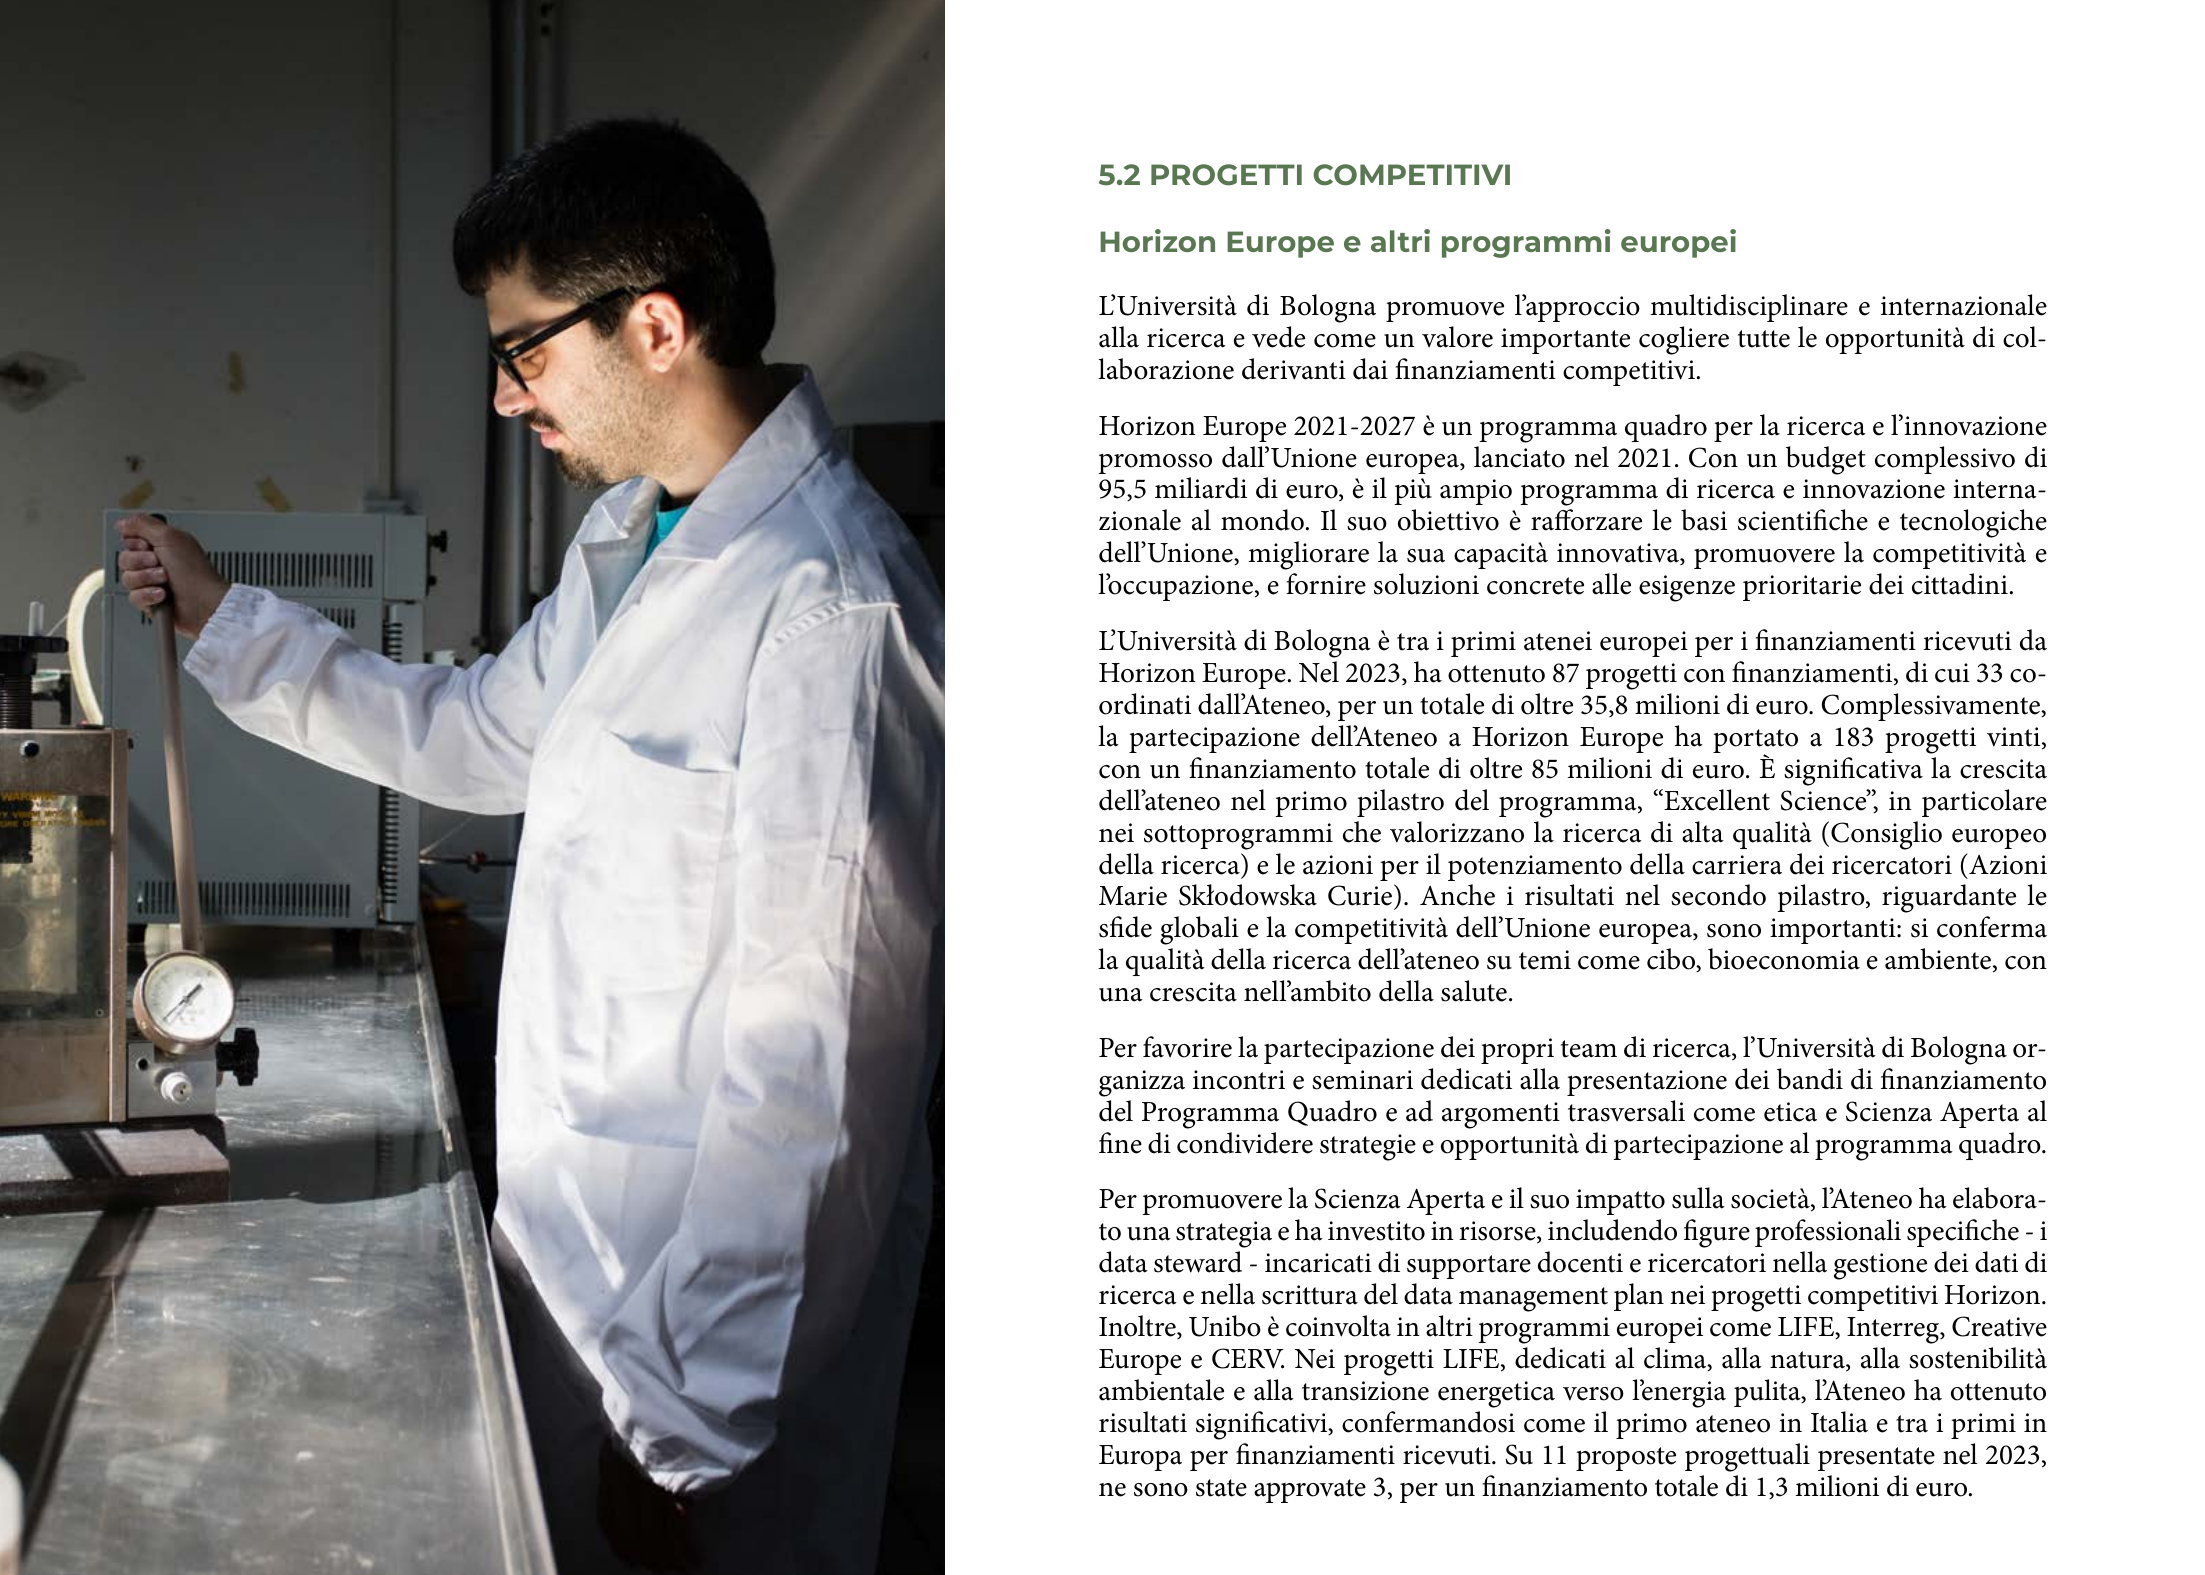 WARNING
5.2 PROGETTI COMPETITIVI
Horizon Europe e altri programmi europei
L’Università di Bologna promuove l’approccio multidisciplinare e internazionale
alla ricerca e vede come un valore importante cogliere tutte le opportunità di col-
laborazione derivanti dai finanziamenti competitivi.
Horizon Europe 2021-2027 è un programma quadro per la ricerca e l’innovazione
promosso dall’Unione europea, lanciato nel 2021. Con un budget complessivo di
95,5 miliardi di euro, è il più ampio programma di ricerca e innovazione interna-
zionale al mondo. Il suo obiettivo è rafforzare le basi scientifiche e tecnologiche
dell’Unione, migliorare la sua capacità innovativa, promuovere la competitività e
l’occupazione, e fornire soluzioni concrete alle esigenze prioritarie dei cittadini.
L’Università di Bologna è tra i primi atenei europei per i finanziamenti ricevuti da
Horizon Europe. Nel 2023, ha ottenuto 87 progetti con finanziamenti, di cui 33 co-
ordinati dall’Ateneo, per un totale di oltre 35,8 milioni di euro. Complessivamente,
la partecipazione dell’Ateneo a Horizon Europe ha portato a 183 progetti vinti,
con un finanziamento totale di oltre 85 milioni di euro. È significativa la crescita
dell’ateneo nel primo pilastro del programma, “Excellent Science”, in particolare
nei sottoprogrammi che valorizzano la ricerca di alta qualità (Consiglio europeo
della ricerca) e le azioni per il potenziamento della carriera dei ricercatori (Azioni
Marie Skłodowska Curie). Anche i risultati nel secondo pilastro, riguardante le
sfide globali e la competitività dell’Unione europea, sono importanti: si conferma
la qualità della ricerca dell’ateneo su temi come cibo, bioeconomia e ambiente, con
una crescita nell’ambito della salute.
Per favorire la partecipazione dei propri team di ricerca, l’Università di Bologna or-
ganizza incontri e seminari dedicati alla presentazione dei bandi di finanziamento
del Programma Quadro e ad argomenti trasversali come etica e Scienza Aperta al
fine di condividere strategie e opportunità di partecipazione al programma quadro.
Per promuovere la Scienza Aperta e il suo impatto sulla società, l’Ateneo ha elabora-
to una strategia e ha investito in risorse, includendo figure professionali specifiche - i
data steward - incaricati di supportare docenti e ricercatori nella gestione dei dati di
ricerca e nella scrittura del data management plan nei progetti competitivi Horizon.
Inoltre, Unibo è coinvolta in altri programmi europei come LIFE, Interreg, Creative
Europe e CERV. Nei progetti LIFE, dedicati al clima, alla natura, alla sostenibilità
ambientale e alla transizione energetica verso l’energia pulita, l’Ateneo ha ottenuto
risultati significativi, confermandosi come il primo ateneo in Italia e tra i primi in
Europa per finanziamenti ricevuti. Su 11 proposte progettuali presentate nel 2023,
ne sono state approvate 3, per un finanziamento totale di 1,3 milioni di euro.